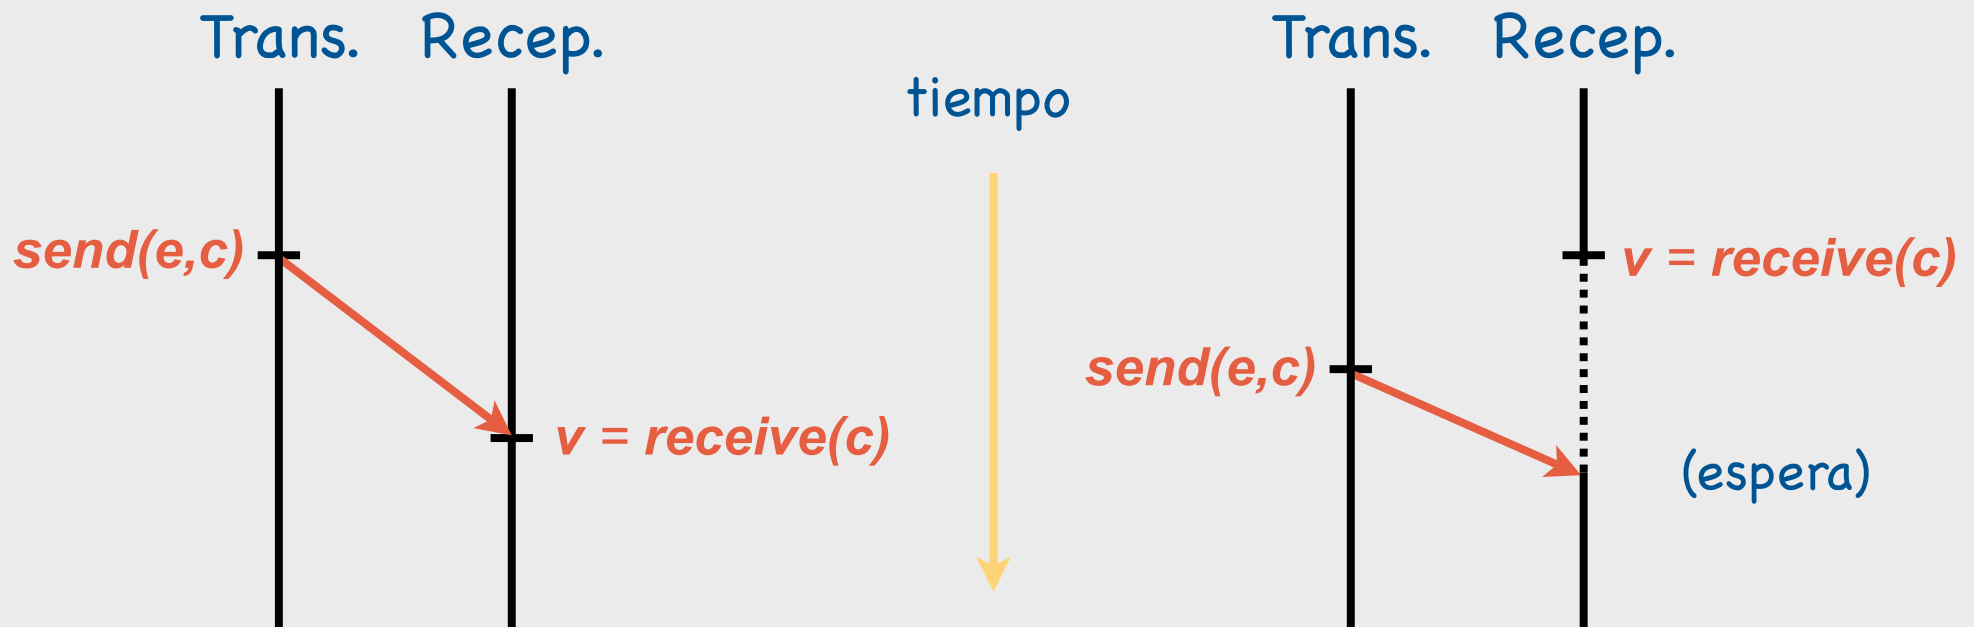 Trans. Recep.
tiempo
Trans. Recep.
send(e,c)
v = receive(c)
v = receive(c)
send(e,c)
(espera)